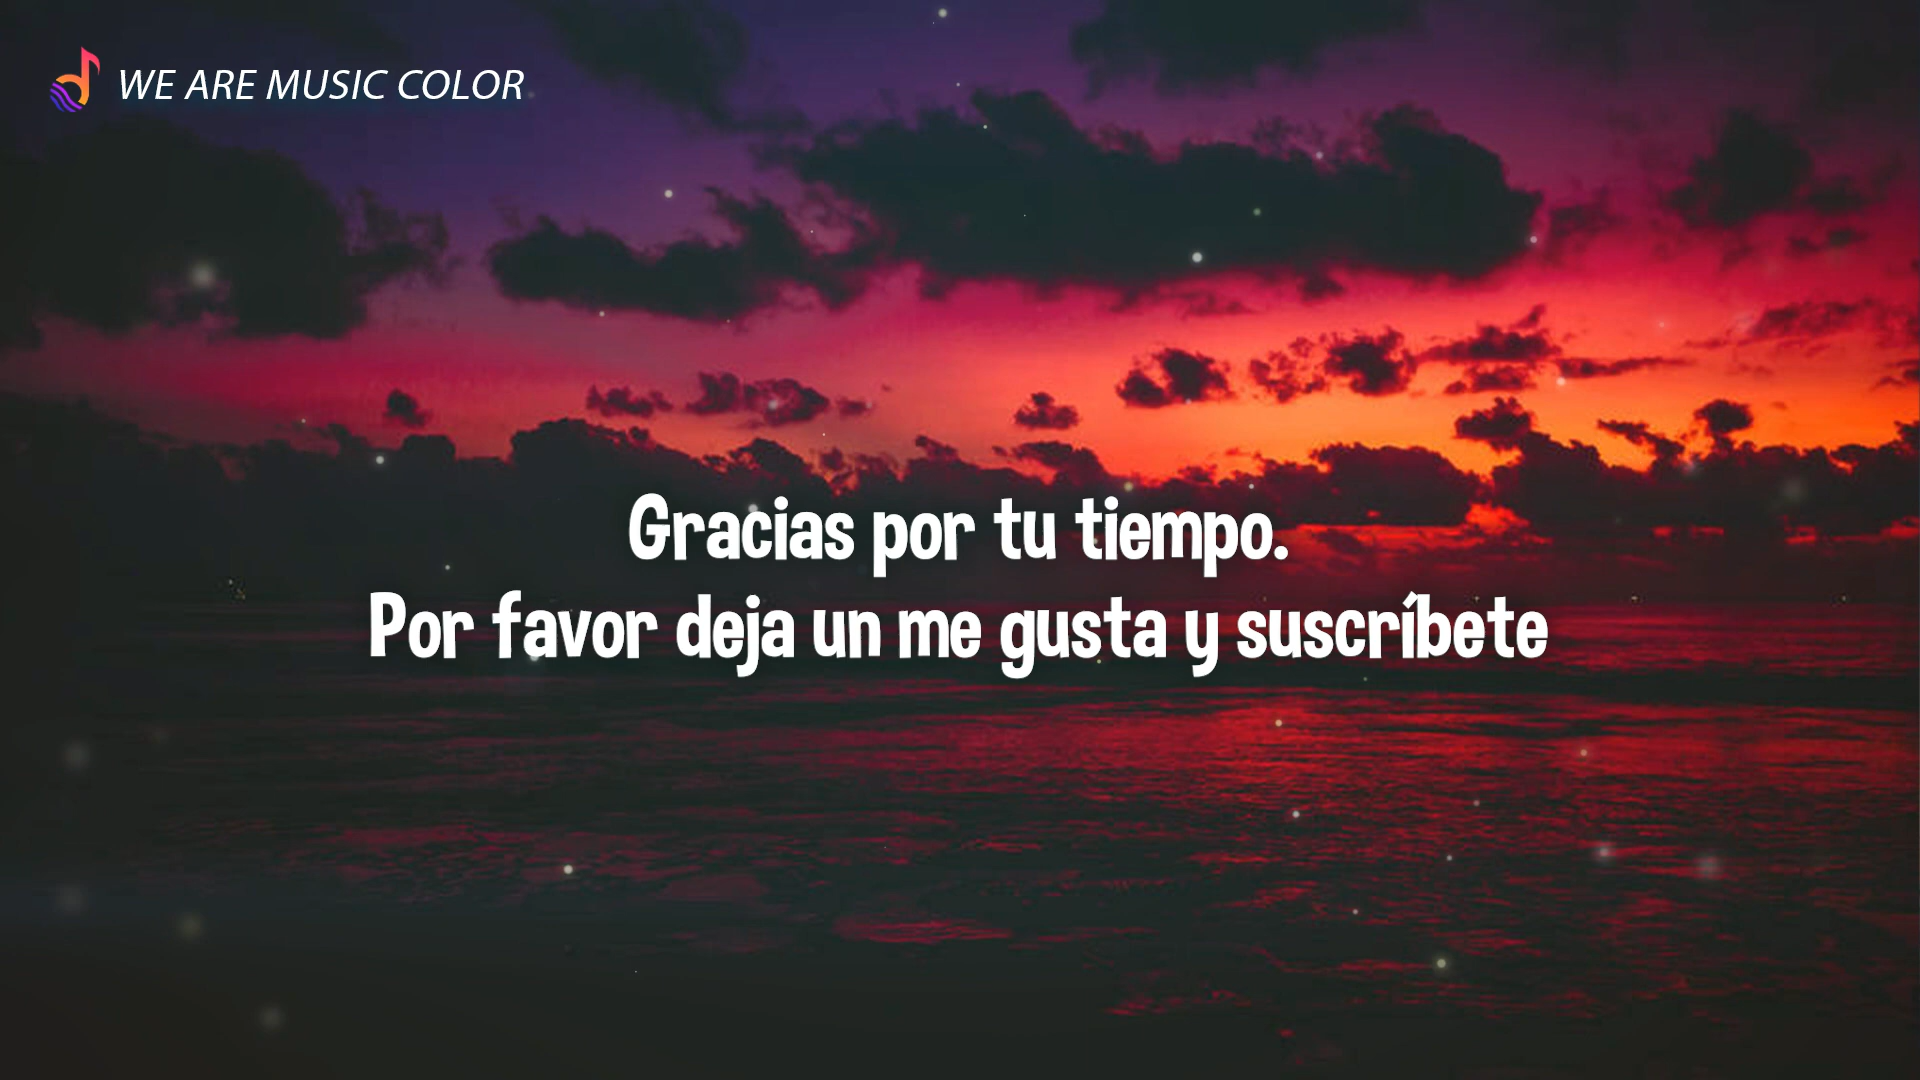 WE ARE MUSIC COLOR
Gracias por tu tiempo.
Por favor deja un me gusta y suscríbete